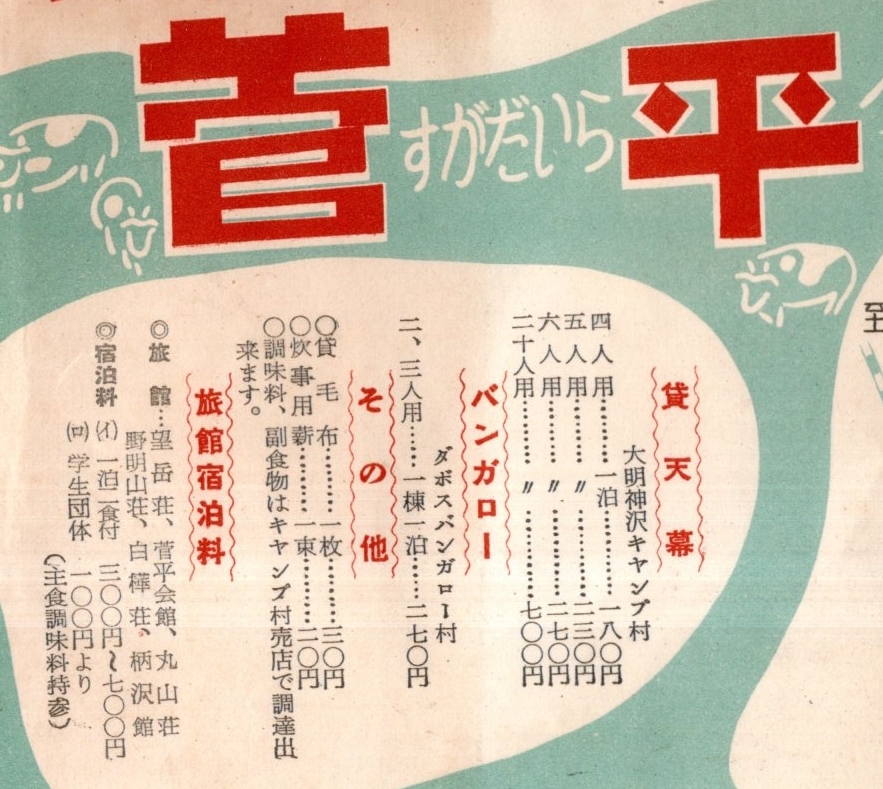 菅平
すがだいら
貸天幕
大明神沢キャンプ村
四人用……一泊……一八〇円
五人用……〃……二三〇円
六人用……〃……二七〇円
二十人用……〃……七〇〇円
バンガロー
ダボスバンガロー村
二、三人用……一棟一泊……二七〇円
その他
〇貸毛布……一枚……三〇円
〇炊事用薪……一束……二〇円
〇調味料、副食物はキャンプ村売店で調達出
来ます。
旅館宿泊料
◎旅館…望岳荘、菅平会館、丸山荘
野明山荘、白樺荘、柄沢館
◎宿泊料 ㈑一泊二食付 三〇〇円〜七〇〇円
㈺学生団体 一〇〇円より
(主食調味料持参)